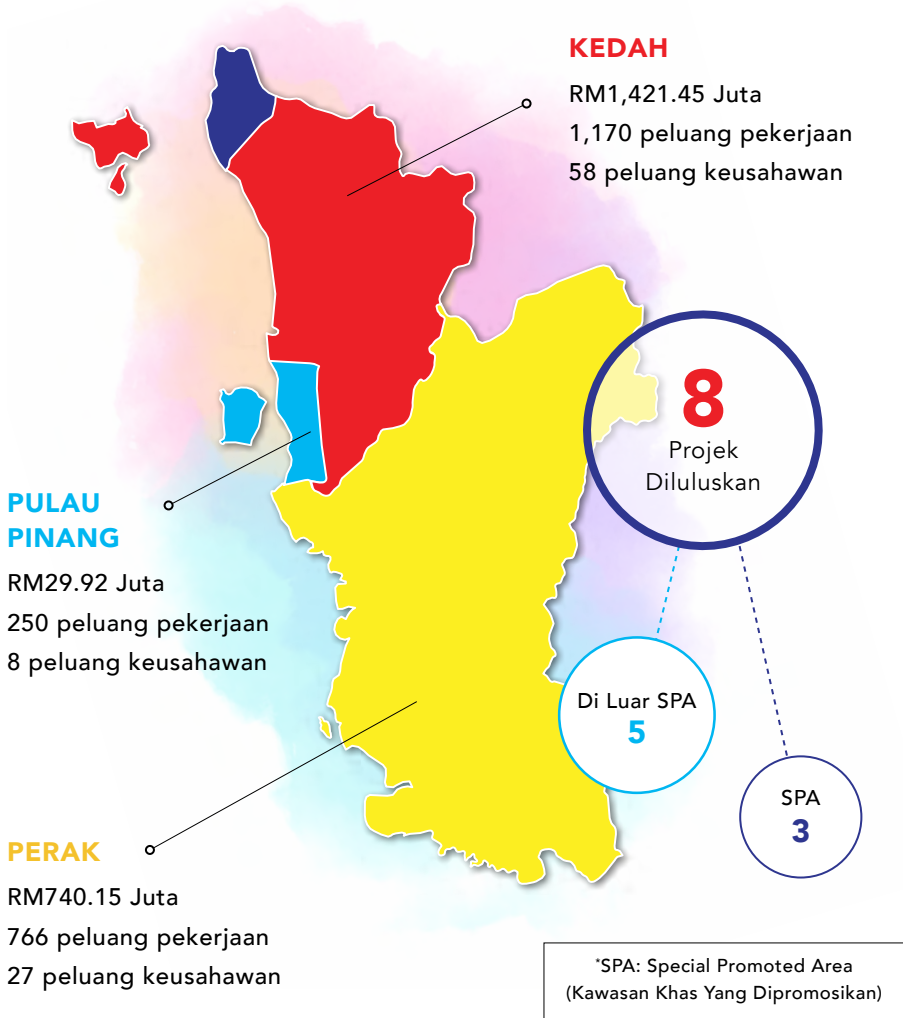 KEDAH
RM1,421.45 Juta
1,170 peluang pekerjaan
58 peluang keusahawan
8
Projek
Diluluskan
PULAU
PINANG
RM29.92 Juta
250 peluang pekerjaan
8 peluang keusahawan
Di Luar SPA
5
SPA
3
PERAK
RM740.15 Juta
766 peluang pekerjaan
27 peluang keusahawan
*SPA: Special Promoted Area
(Kawasan Khas Yang Dipromosikan)